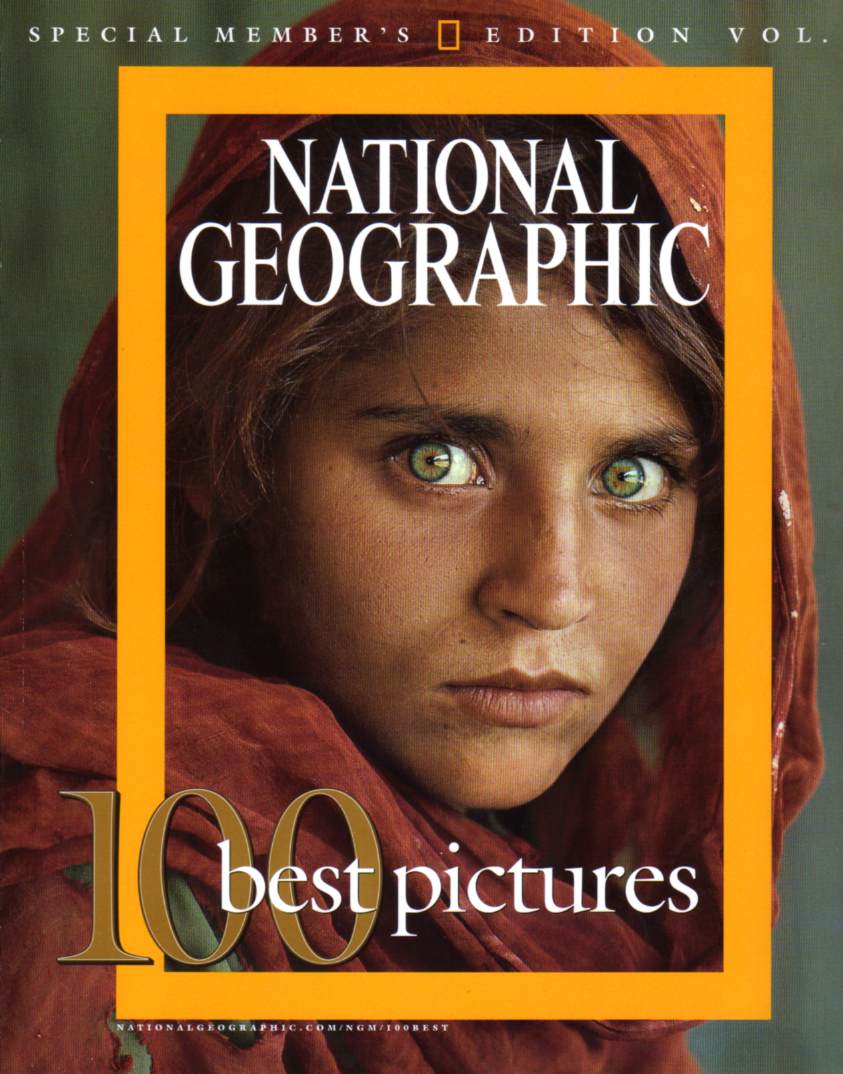 SPECIAL MEMBER'S EDITION VOL.
NATIONAL
GEOGRAPHIC
100 best pictures
NATIONALGEOGRAPHIC.COM/NGM/100BEST